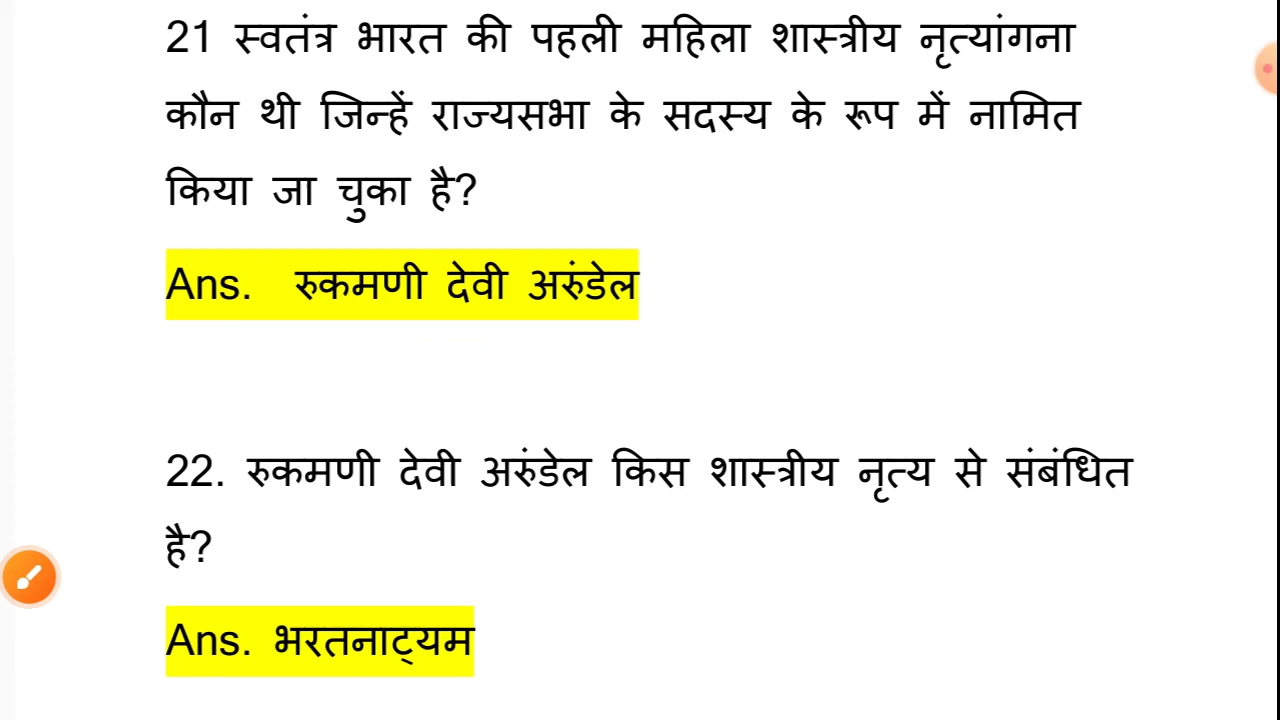 21 स्वतंत्र भारत की पहली महिला शास्त्रीय नृत्यांगना
कौन थी जिन्हें राज्यसभा के सदस्य के रूप में नामित
किया जा चुका है?
Ans. रुकमणी देवी अरुंडेल
22. रुकमणी देवी अरुंडेल किस शास्त्रीय नृत्य से संबंधित
है?
Ans. भरतनाट्यम